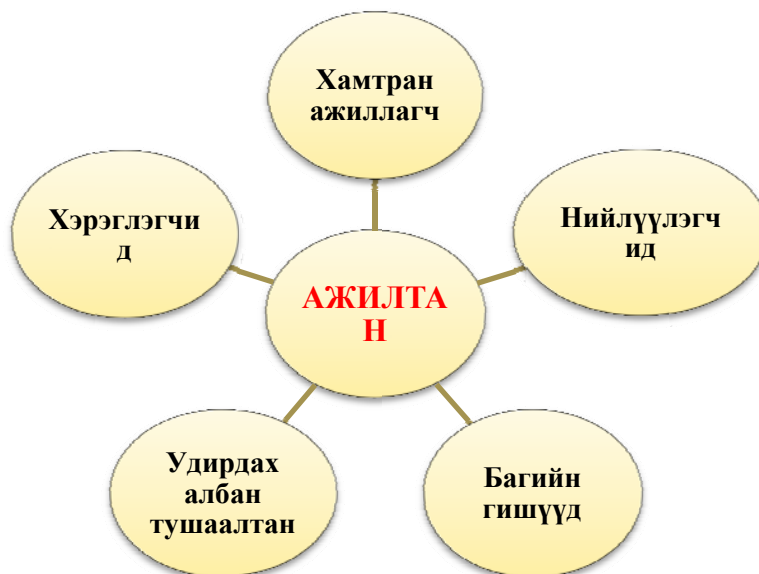 Хамтран
ажиллагч
Хэрэглэгчи
д
Нийлүүлэгч
ид
АЖИЛТА
Н
Удирдах
албан
тушаалтан
Багийн
гишүүд